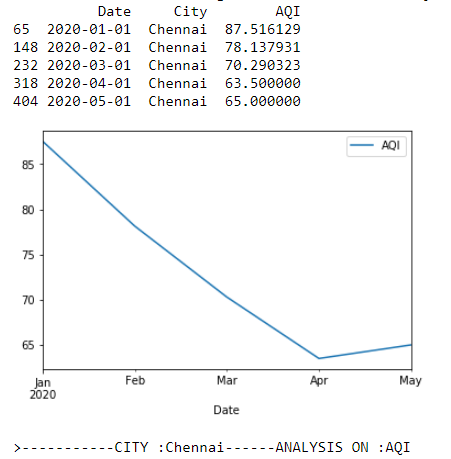 Date City AQI
65 2020-01-01 Chennai 87.516129
148 2020-02-01 Chennai 78.137931
232 2020-03-01 Chennai 70.290323
318 2020-04-01 Chennai 63.500000
404 2020-05-01 Chennai 65.000000
AQI
85
80
75
70
65
Jan Feb Mar Apr May
2020
Date
>-----------CITY :Chennai------ANALYSIS ON :AQI